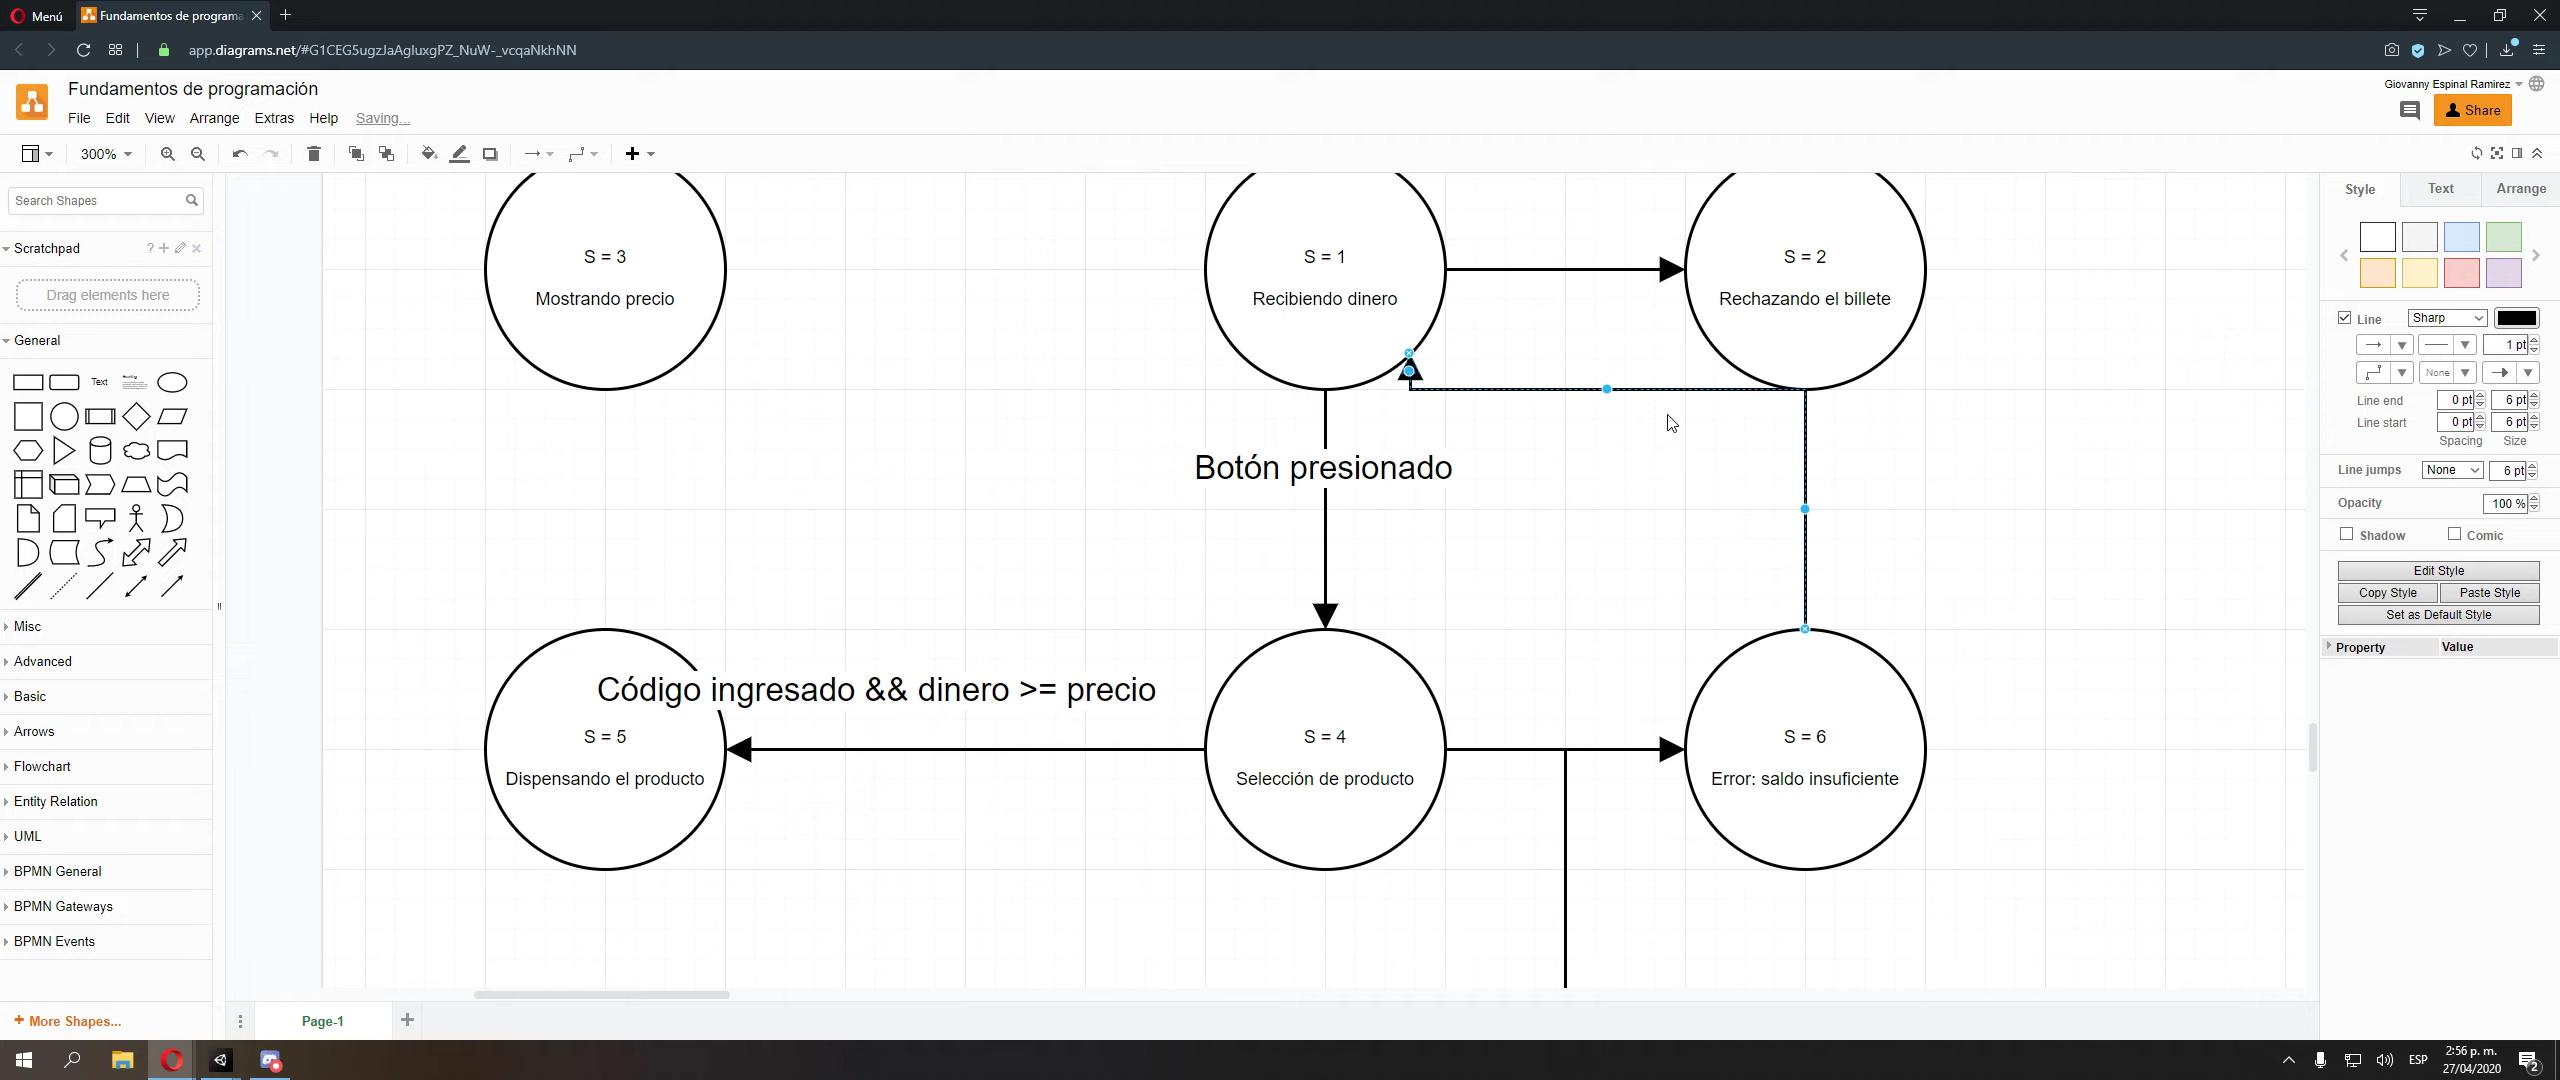 Menú
Fundamentos de programa
app.diagrams.net/#G1CEG5ugzJaAgluxgPZ_NuW-_vcqaNkhNN
Fundamentos de programación
Giovanny Espinal Ramirez
File Edit View Arrange Extras Help Saving...
Share
300%
Search Shapes
Scratchpad
?
Drag elements here
General
Text
Heading
Misc
Advanced
Basic
Arrows
Flowchart
Entity Relation
UML
BPMN General
BPMN Gateways
BPMN Events
+ More Shapes...
S = 3
Mostrando precio
S = 1
Recibiendo dinero
S = 2
Rechazando el billete
Botón presionado
Código ingresado && dinero >= precio
S = 5
Dispensando el producto
S = 4
Selección de producto
S = 6
Error: saldo insuficiente
Page-1
Style Text Arrange
Line Sharp
1 pt
None
Line end 0 pt 6 pt
Line start 0 pt 6 pt
Spacing Size
Line jumps None 6 pt
Opacity 100 %
Shadow Comic
Edit Style
Copy Style Paste Style
Set as Default Style
Property Value
ESP
2:56 p. m.
27/04/2020
2